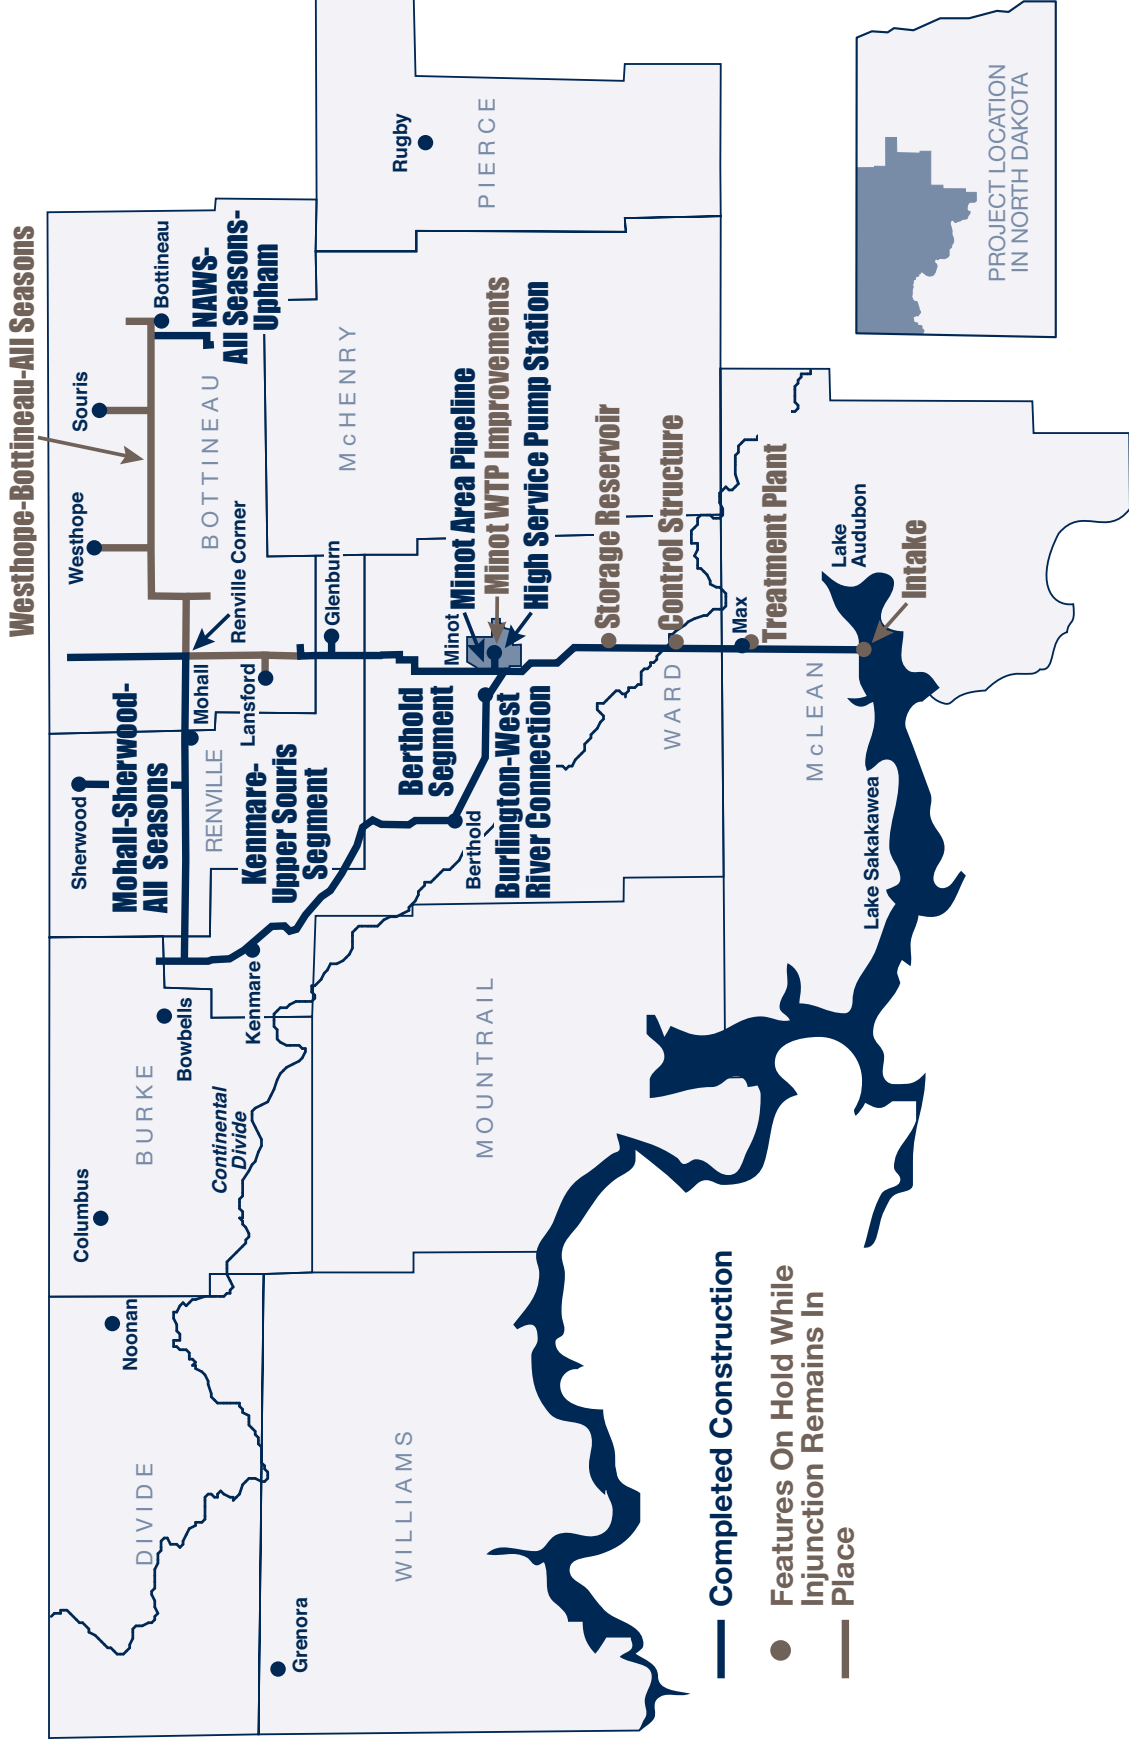 Westhope-Bottineau-All Seasons
Souris
Westhope
Bottineau
NAWS-
All Seasons-
Upham
BOTTINEAU
Renville Corner
Rugby
PIERCE
McHENRY
Glenburn
Sherwood
Mohall-Sherwood-
All Seasons
Mohall
Lansford
RENVILLE
Kenmare-
Upper Souris
Segment
Minot
Minot Area Pipeline
Minot WTP Improvements
High Service Pump Station
Berthold
Segment
Berthold
Burlington-West
River Connection
Storage Reservoir
Control Structure
WARD
Max
Treatment Plant
McLEAN
Lake
Audubon
Intake
Lake Sakakawea
Bowbells
Kenmare
BURKE
Columbus
Continental
Divide
MOUNTRAIL
Noonan
DIVIDE
WILLIAMS
Grenora
Completed Construction
Features On Hold While
Injunction Remains In
Place
PROJECT LOCATION
IN NORTH DAKOTA